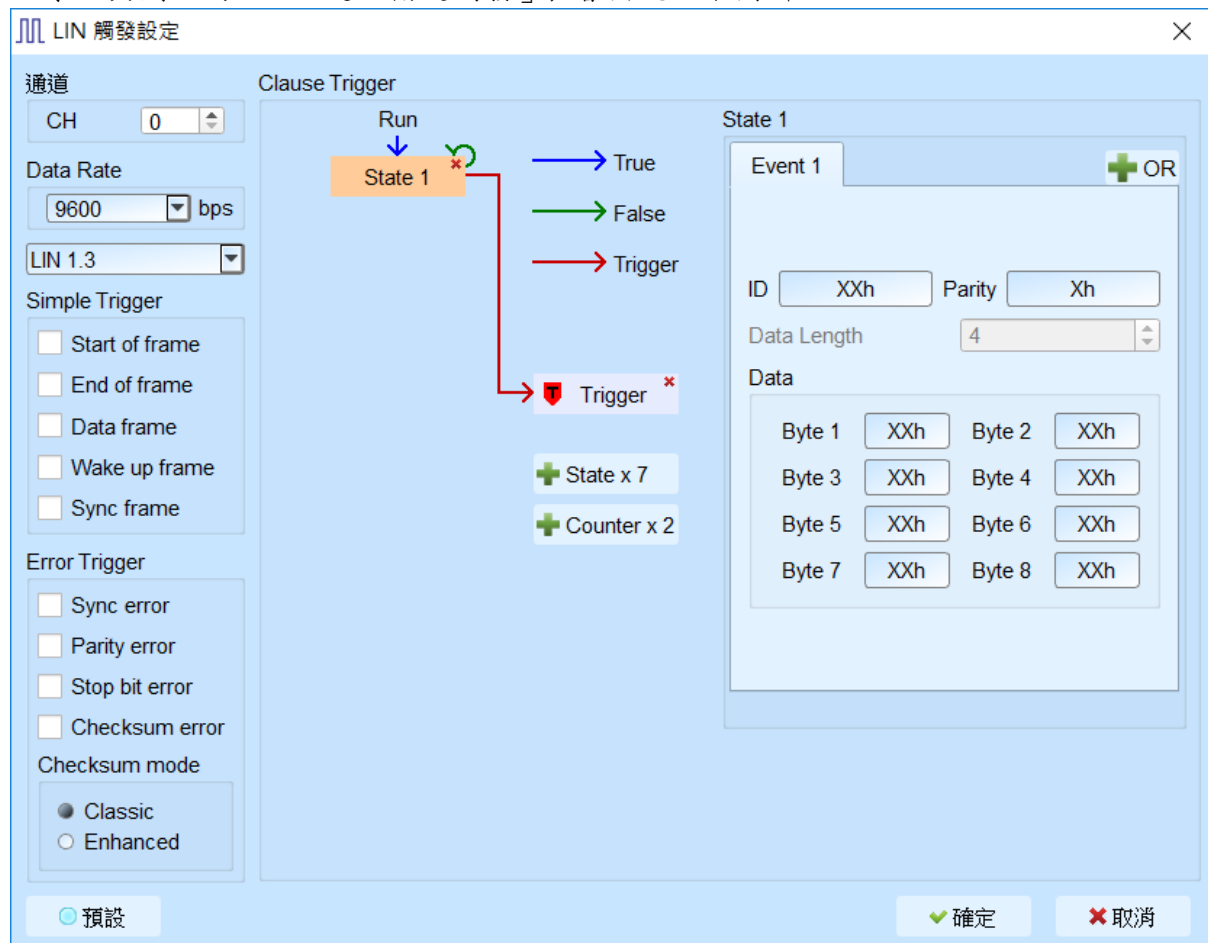 LIN 觸發設定
通道
CH 0
Data Rate
9600 bps
LIN 1.3
Simple Trigger
Start of frame
End of frame
Data frame
Wake up frame
Sync frame
Error Trigger
Sync error
Parity error
Stop bit error
Checksum error
Checksum mode
Classic
Enhanced
Clause Trigger
Run
State 1
True
False
Trigger
T Trigger
State x 7
Counter x 2
State 1
Event 1
OR
ID XXh Parity Xh
Data Length 4
Data
Byte 1 XXh Byte 2 XXh
Byte 3 XXh Byte 4 XXh
Byte 5 XXh Byte 6 XXh
Byte 7 XXh Byte 8 XXh
預設
確定
取消